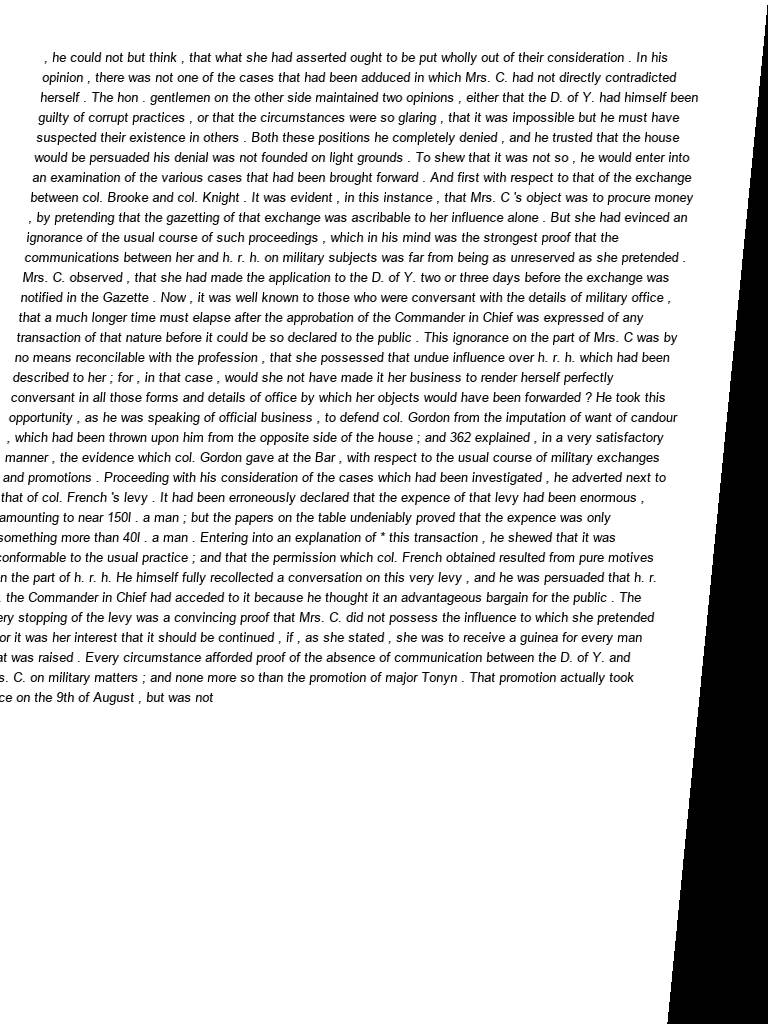 , he could not but think , that what she had asserted ought to be put wholly out of their consideration . In his
opinion , there was not one of the cases that had been adduced in which Mrs. C. had not directly contradicted
herself . The hon . gentlemen on the other side maintained two opinions , either that the D. of Y. had himself been
guilty of corrupt practices , or that the circumstances were so glaring , that it was impossible but he must have
suspected their existence in others . Both these positions he completely denied , and he trusted that the house
would be persuaded his denial was not founded on light grounds . To shew that it was not so , he would enter into
an examination of the various cases that had been brought forward . And first with respect to that of the exchange
between col. Brooke and col. Knight . It was evident , in this instance , that Mrs. C 's object was to procure money
, by pretending that the gazetting of that exchange was ascribable to her influence alone . But she had evinced an
ignorance of the usual course of such proceedings , which in his mind was the strongest proof that the
communications between her and h. r. h. on military subjects was far from being as unreserved as she pretended .
Mrs. C. observed , that she had made the application to the D. of Y. two or three days before the exchange was
notified in the Gazette . Now , it was well known to those who were conversant with the details of military office ,
that a much longer time must elapse after the approbation of the Commander in Chief was expressed of any
transaction of that nature before it could be so declared to the public . This ignorance on the part of Mrs. C was by
no means reconcilable with the profession , that she possessed that undue influence over h. r. h. which had been
described to her ; for , in that case , would she not have made it her business to render herself perfectly
conversant in all those forms and details of office by which her objects would have been forwarded ? He took this
opportunity , as he was speaking of official business , to defend col. Gordon from the imputation of want of candour
, which had been thrown upon him from the opposite side of the house ; and 362 explained , in a very satisfactory
manner , the evidence which col. Gordon gave at the Bar , with respect to the usual course of military exchanges
and promotions . Proceeding with his consideration of the cases which had been investigated , he adverted next to
that of col. French 's levy . It had been erroneously declared that the expence of that levy had been enormous ,
amounting to near 150l . a man ; but the papers on the table undeniably proved that the expence was only
something more than 40l . a man . Entering into an explanation of * this transaction , he shewed that it was
conformable to the usual practice ; and that the permission which col. French obtained resulted from pure motives
n the part of h. r. h. He himself fully recollected a conversation on this very levy , and he was persuaded that h. r.
. the Commander in Chief had acceded to it because he thought it an advantageous bargain for the public . The
ery stopping of the levy was a convincing proof that Mrs. C. did not possess the influence to which she pretended
or it was her interest that it should be continued , if , as she stated , she was to receive a guinea for every man
at was raised . Every circumstance afforded proof of the absence of communication between the D. of Y. and
s. C. on military matters ; and none more so than the promotion of major Tonyn . That promotion actually took
ce on the 9th of August , but was not